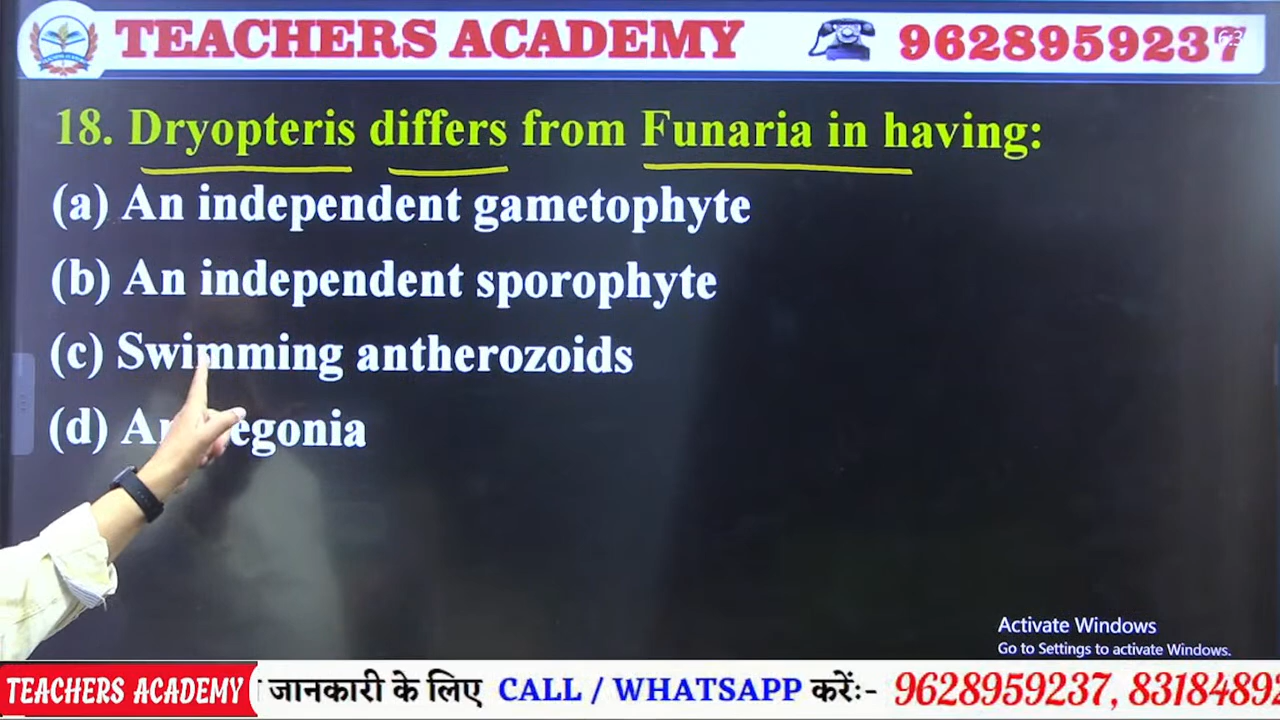 TEACHERS ACADEMY 9628959237
18. Dryopteris differs from Funaria in having:
(a) An independent gametophyte
(b) An independent sporophyte
(c) Swimming antherozoids
(d)
Activate Windows
Go to Settings to activate Windows.
TEACHERS ACADEMY जानकारी के लिए CALL / WHATSAPP करेंः- 9628959237, 8318489